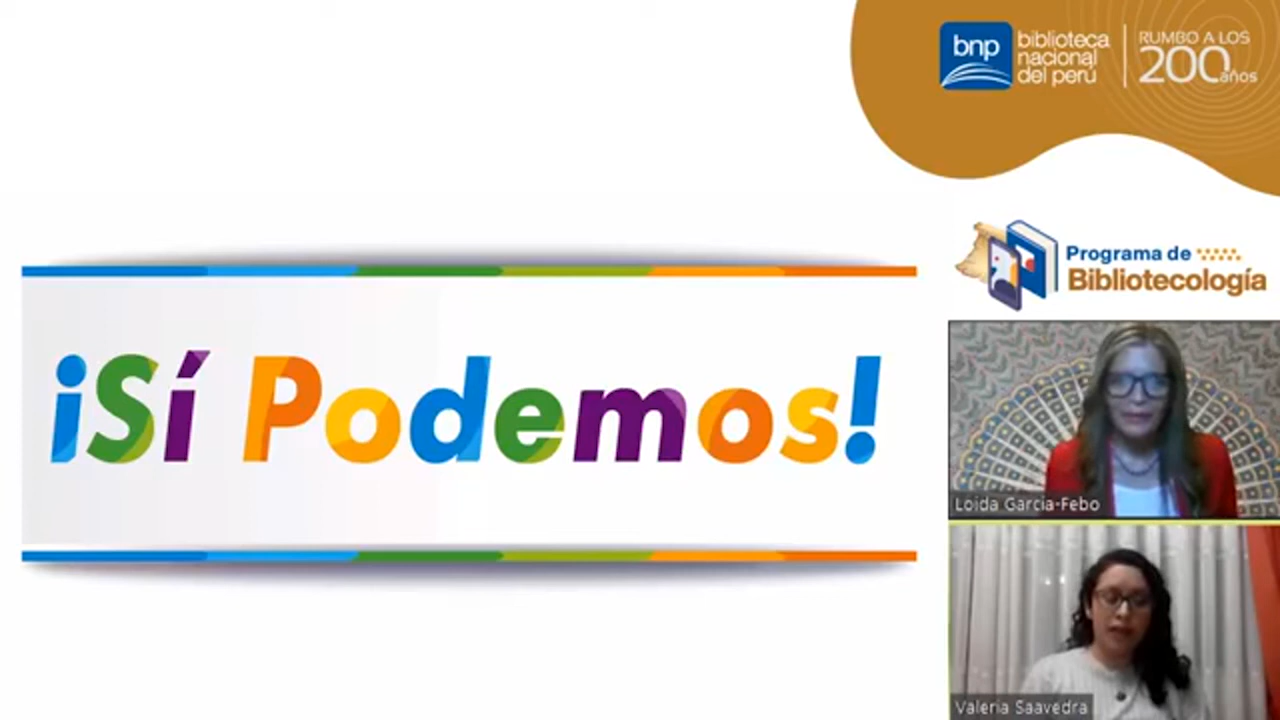 bnp
biblioteca
nacional
del perú
RUMBO A LOS
200
años
Programa de
Bibliotecología
¡Sí Podemos!
Loida Garcia-Febo
Valeria Saavedra